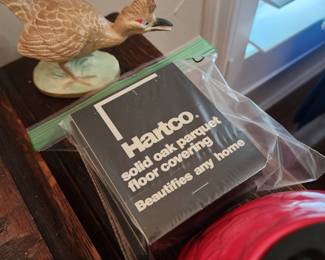 Hartco.
solid oak parquet
floor covering
Beautifies any home